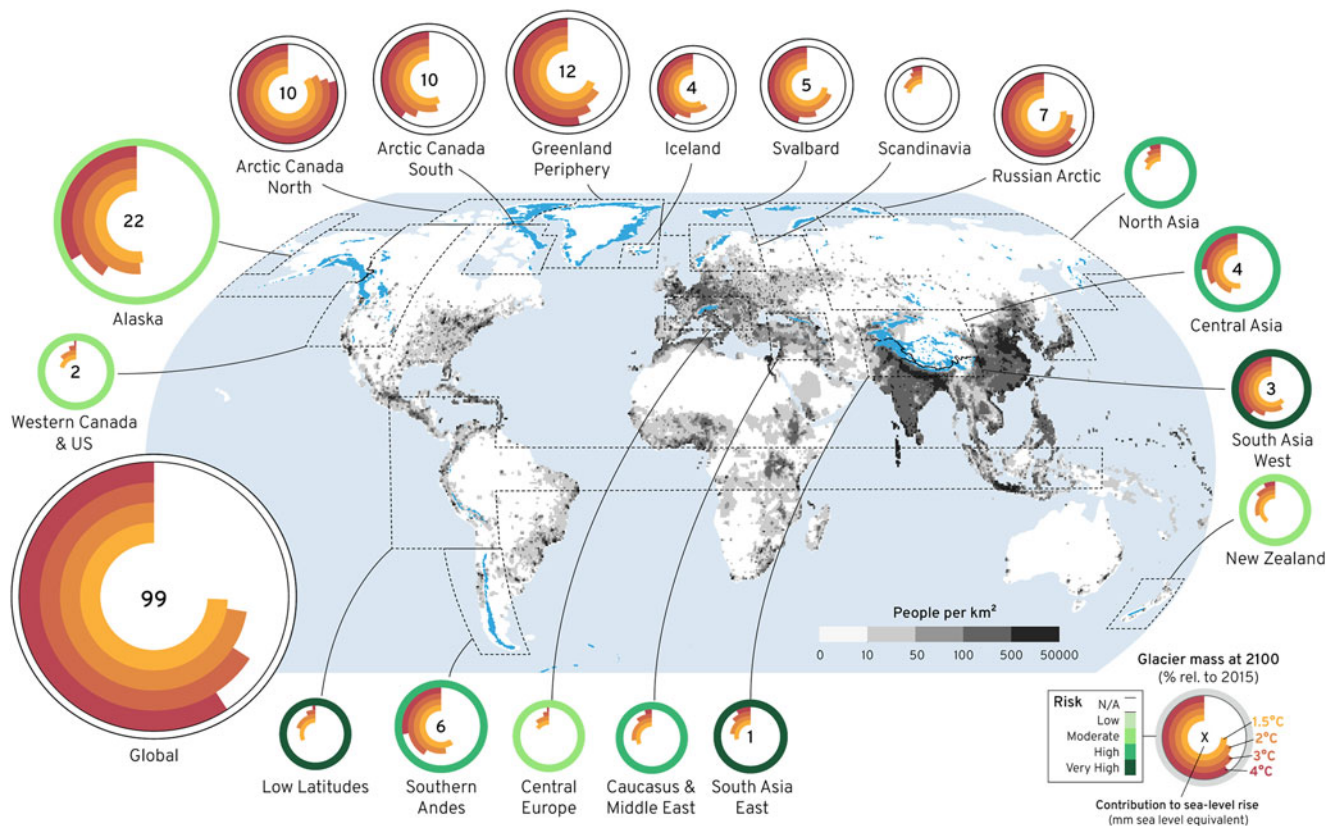 10
Arctic Canada
North
10
Arctic Canada
South
12
Greenland
Periphery
4
Iceland
5
Svalbard
Scandinavia
7
Russian Arctic
North Asia
22
Alaska
4
Central Asia
2
Western Canada
& US
3
South Asia
West
New Zealand
99
Global
Low Latitudes
6
Southern
Andes
Central
Europe
Caucasus &
Middle East
1
South Asia
East
People per km²
0 10 50 100 500 50000
Glacier mass at 2100
(% rel. to 2015)
Risk
N/A
Low
Moderate
High
Very High
X
1.5°C
2°C
3°C
4°C
Contribution to sea-level rise
(mm sea level equivalent)